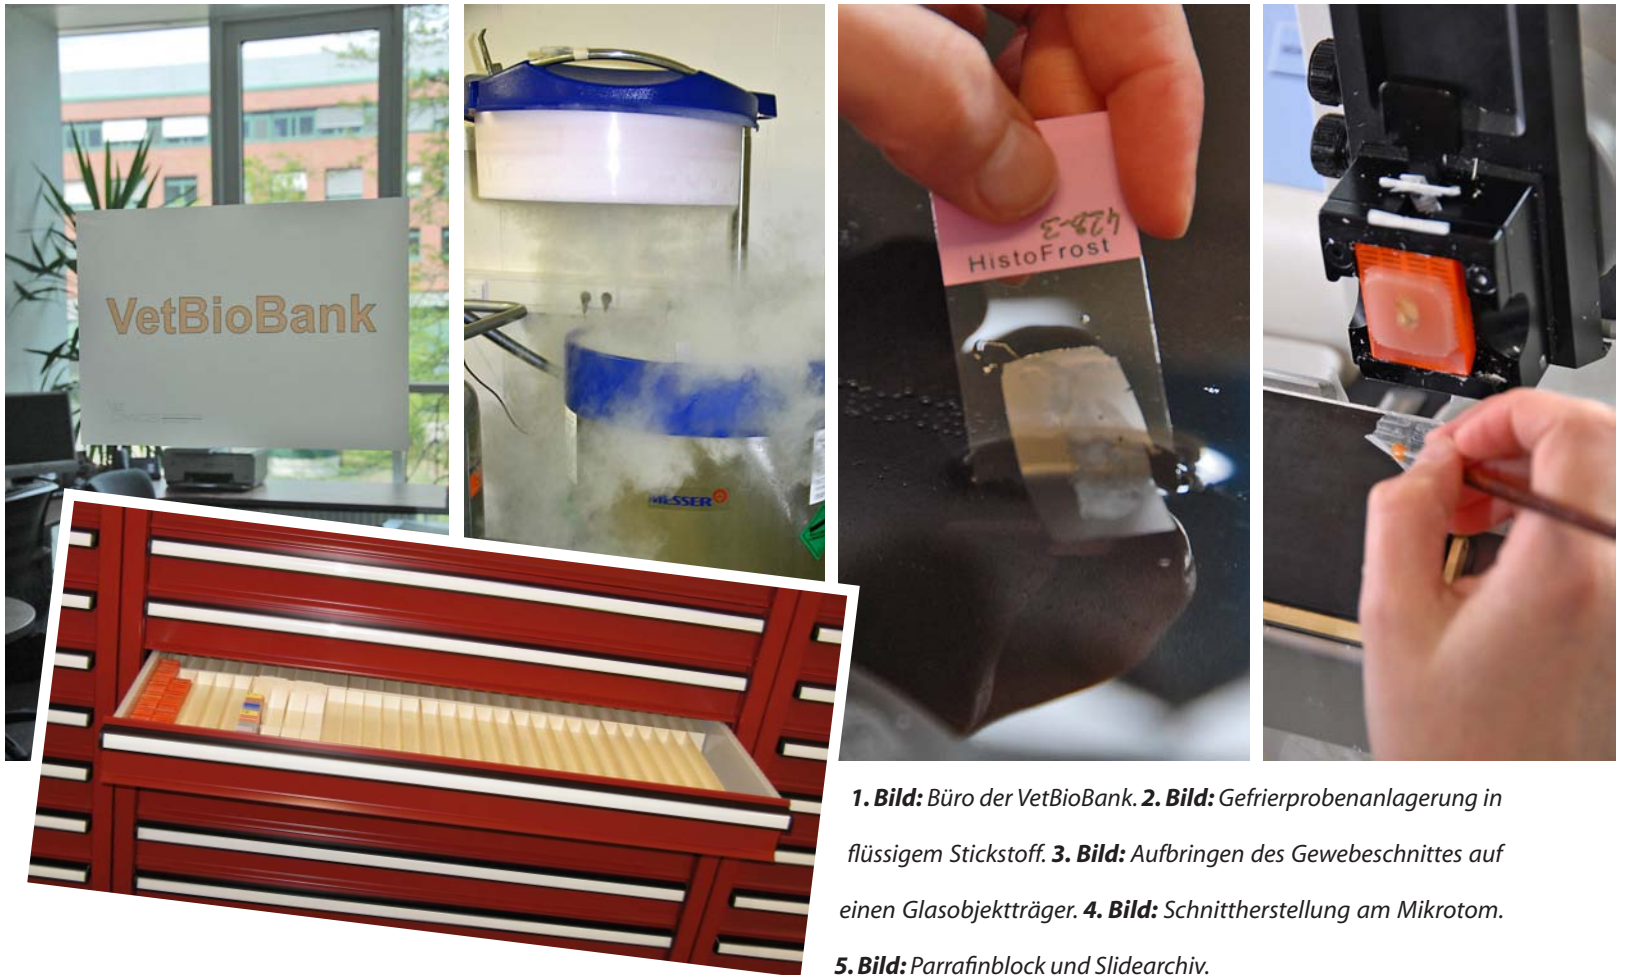 VetBioBank
MESSER
428-3
HistoFrost
1. Bild: Büro der VetBioBank. 2. Bild: Gefrierprobenanlagerung in
flüssigem Stickstoff. 3. Bild: Aufbringen des Gewebeschnittes auf
einen Glasobjektträger. 4. Bild: Schnittherstellung am Mikrotom.
5. Bild: Parrafinblock und Slidearchiv.